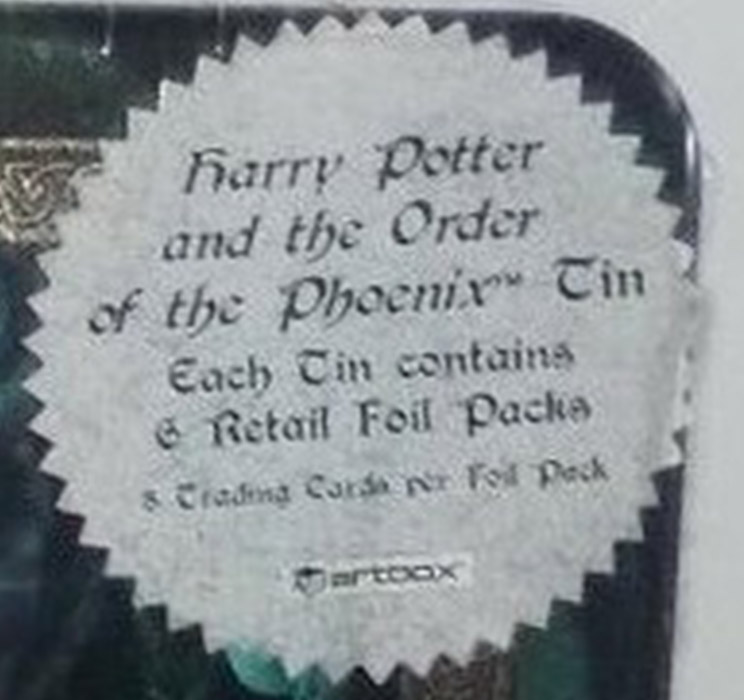 Harry Potter
and the Order
of the Phoenix™ Tin
Each Tin contains
6 Retail Foil Packs
8 Trading Cards per Foil Pack
artbox